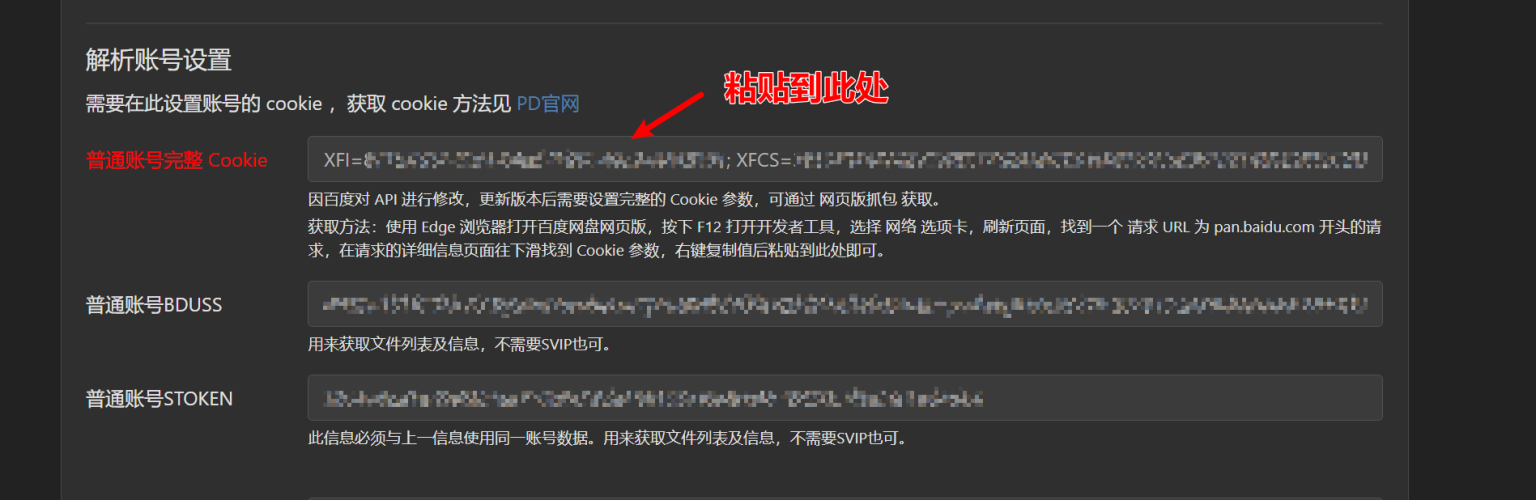 解析账号设置
粘贴到此处
需要在此设置账号的 cookie ，获取 cookie 方法见 PD官网
普通账号完整 Cookie
XFI= ; XFCS=
因百度对 API 进行修改，更新版本后需要设置完整的 Cookie 参数，可通过 网页版抓包 获取。
获取方法：使用 Edge 浏览器打开百度网盘网页版，按下 F12 打开开发者工具，选择 网络 选项卡，刷新页面，找到一个 请求 URL 为 pan.baidu.com 开头的请
求，在请求的详细信息页面往下滑找到 Cookie 参数，右键复制值后粘贴到此处即可。
普通账号BDUSS
用来获取文件列表及信息，不需要SVIP也可。
普通账号STOKEN
此信息必须与上一信息使用同一账号数据。用来获取文件列表及信息，不需要SVIP也可。